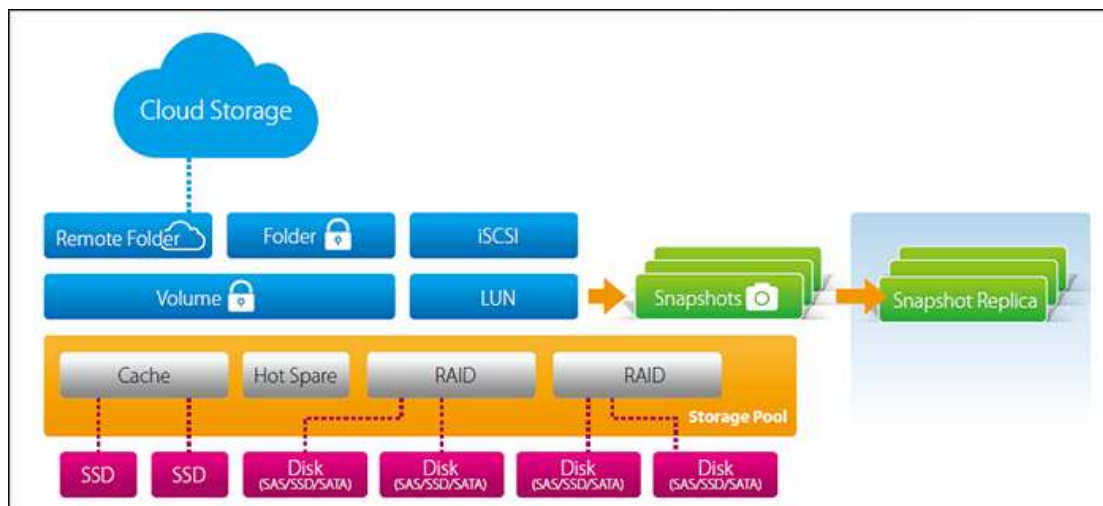 Cloud Storage
Remote Folder
Folder
iSCSI
Volume
LUN
Snapshots
Snapshot Replica
Cache
Hot Spare
RAID
RAID
Storage Pool
SSD
SSD
Disk
(SAS/SSD/SATA)
Disk
(SAS/SSD/SATA)
Disk
(SAS/SSD/SATA)
Disk
(SAS/SSD/SATA)